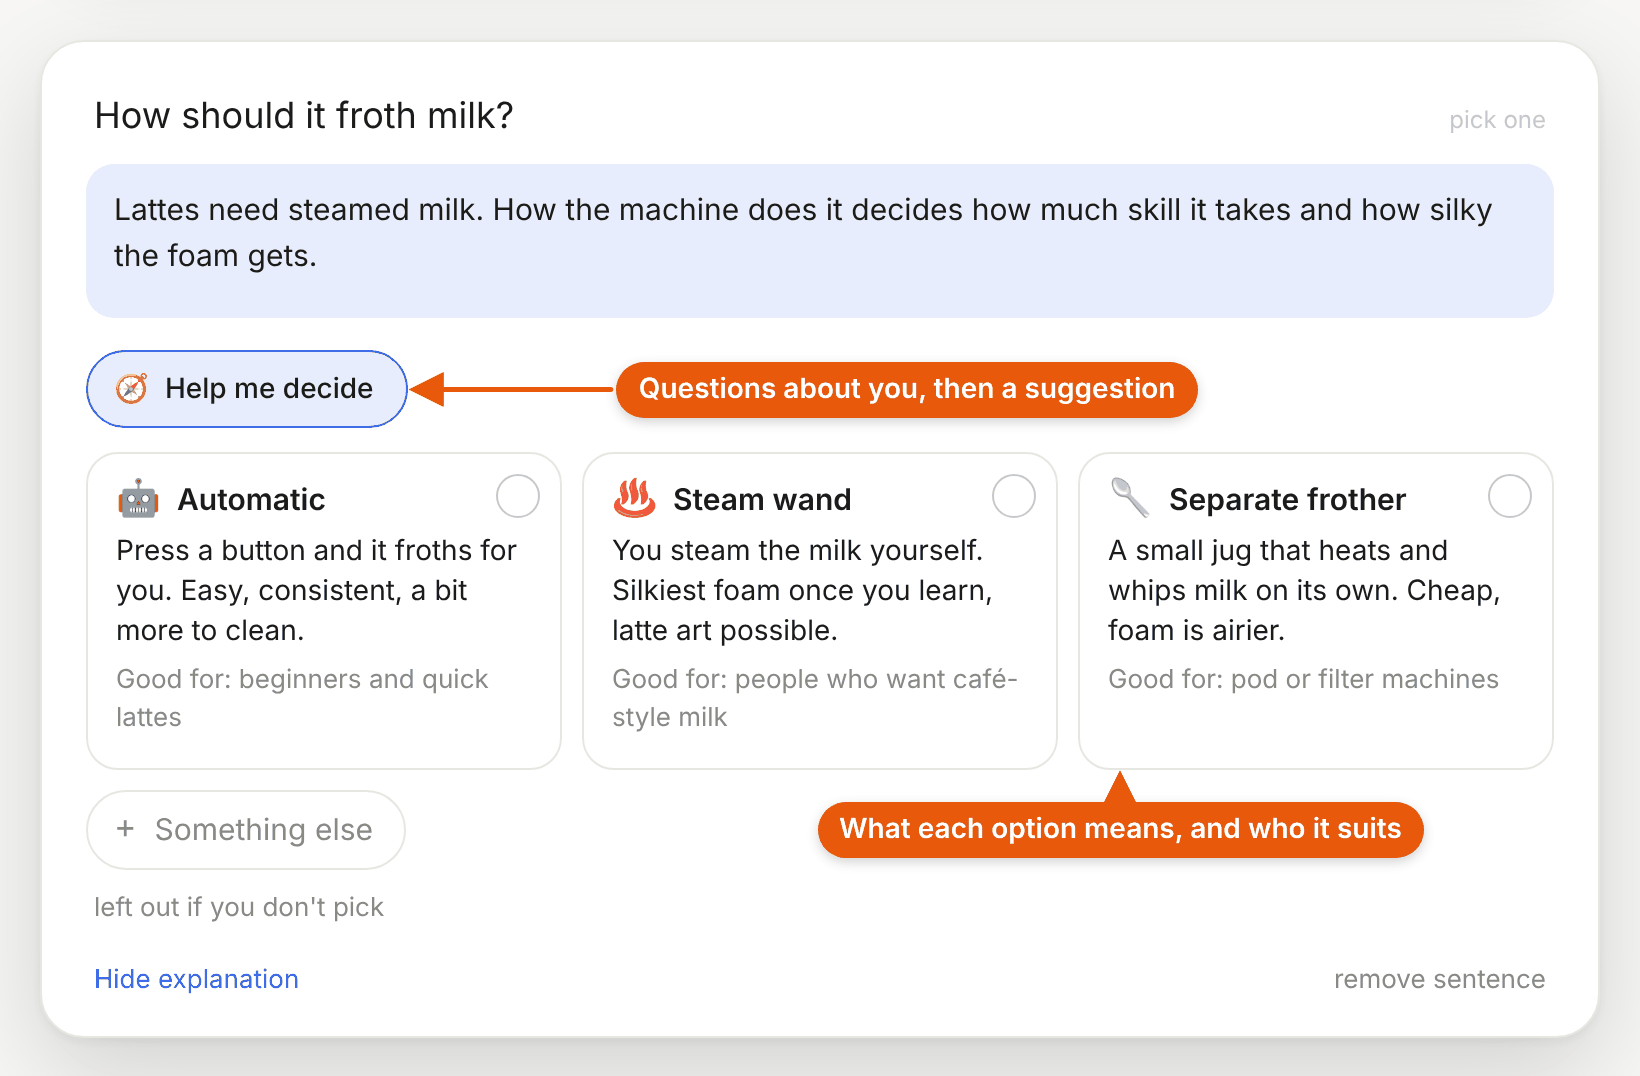 How should it froth milk?
pick one
Lattes need steamed milk. How the machine does it decides how much skill it takes and how silky
the foam gets.
Help me decide
Questions about you, then a suggestion
Automatic
Press a button and it froths for
you. Easy, consistent, a bit
more to clean.
Good for: beginners and quick
lattes
Steam wand
You steam the milk yourself.
Silkiest foam once you learn,
latte art possible.
Good for: people who want café-
style milk
Separate frother
A small jug that heats and
whips milk on its own. Cheap,
foam is airier.
Good for: pod or filter machines
+ Something else
What each option means, and who it suits
left out if you don't pick
Hide explanation
remove sentence